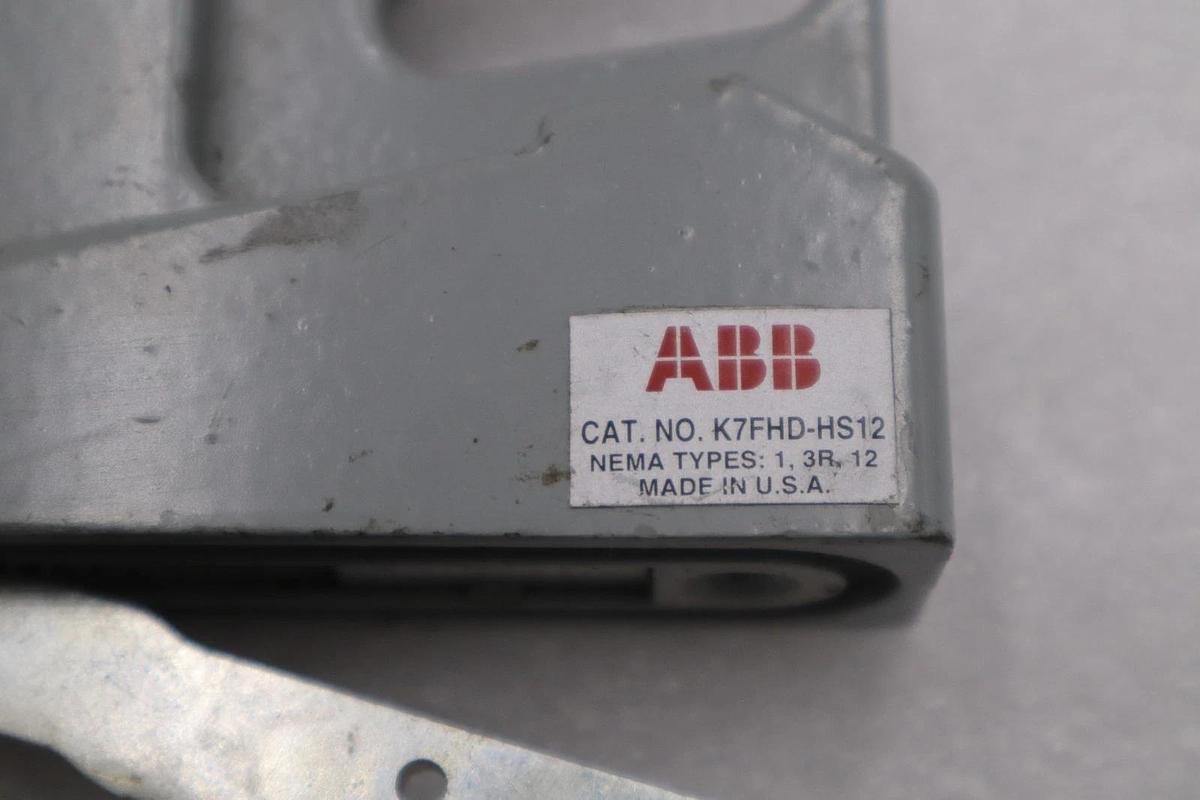 ABB
CAT. NO. K7FHD-HS12
NEMA TYPES: 1, 3R, 12
MADE IN U.S.A.